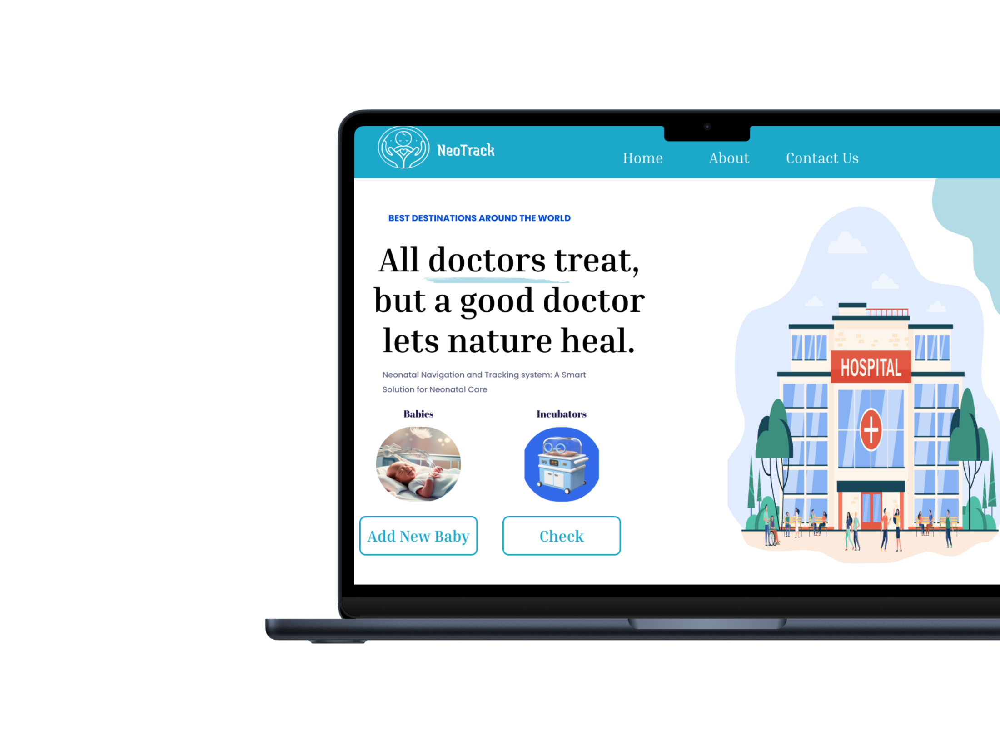 NeoTrack
Home
About
Contact Us
BEST DESTINATIONS AROUND THE WORLD
All doctors treat,
but a good doctor
lets nature heal.
Neonatal Navigation and Tracking system: A Smart
Solution for Neonatal Care
Babies
Incubators
Add New Baby
Check
HOSPITAL